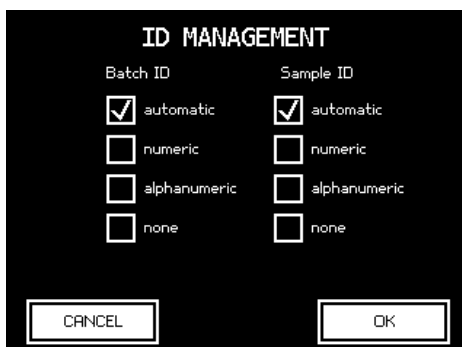 ID MANAGEMENT
Batch ID Sample ID
automatic automatic
numeric numeric
alphanumeric alphanumeric
none none
CANCEL OK